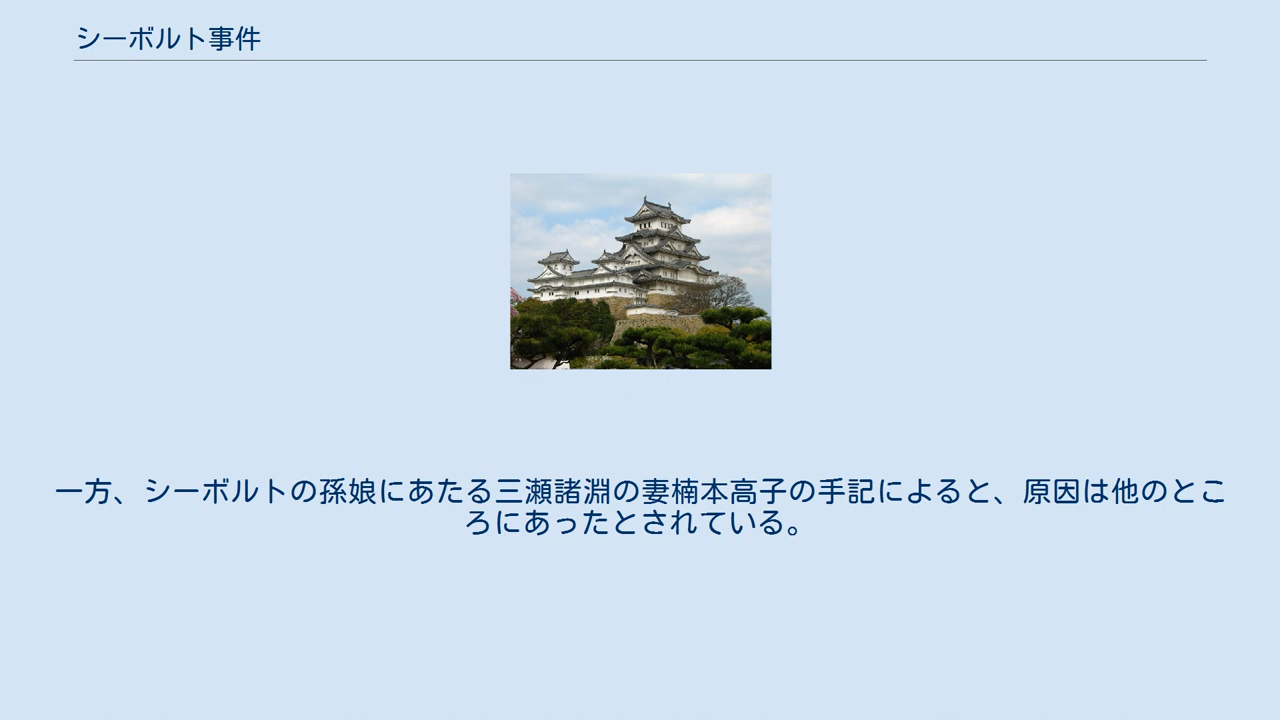 シーボルト事件
一方、シーボルトの孫娘にあたる三瀬諸淵の妻楠本高子の手記によると、原因は他のとこ
ろにあったとされている。